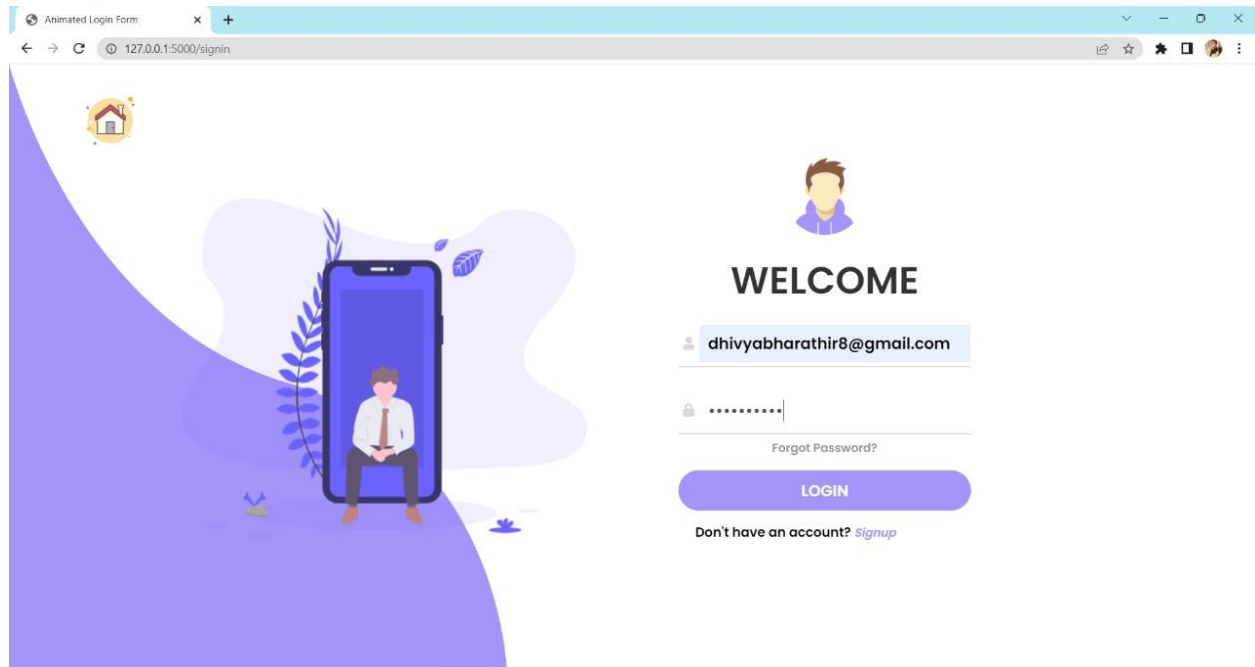 Animated Login Form
127.0.0.1:5000/signin
WELCOME
dhivyabharathir8@gmail.com
••••••••••
Forgot Password?
LOGIN
Don't have an account? Signup